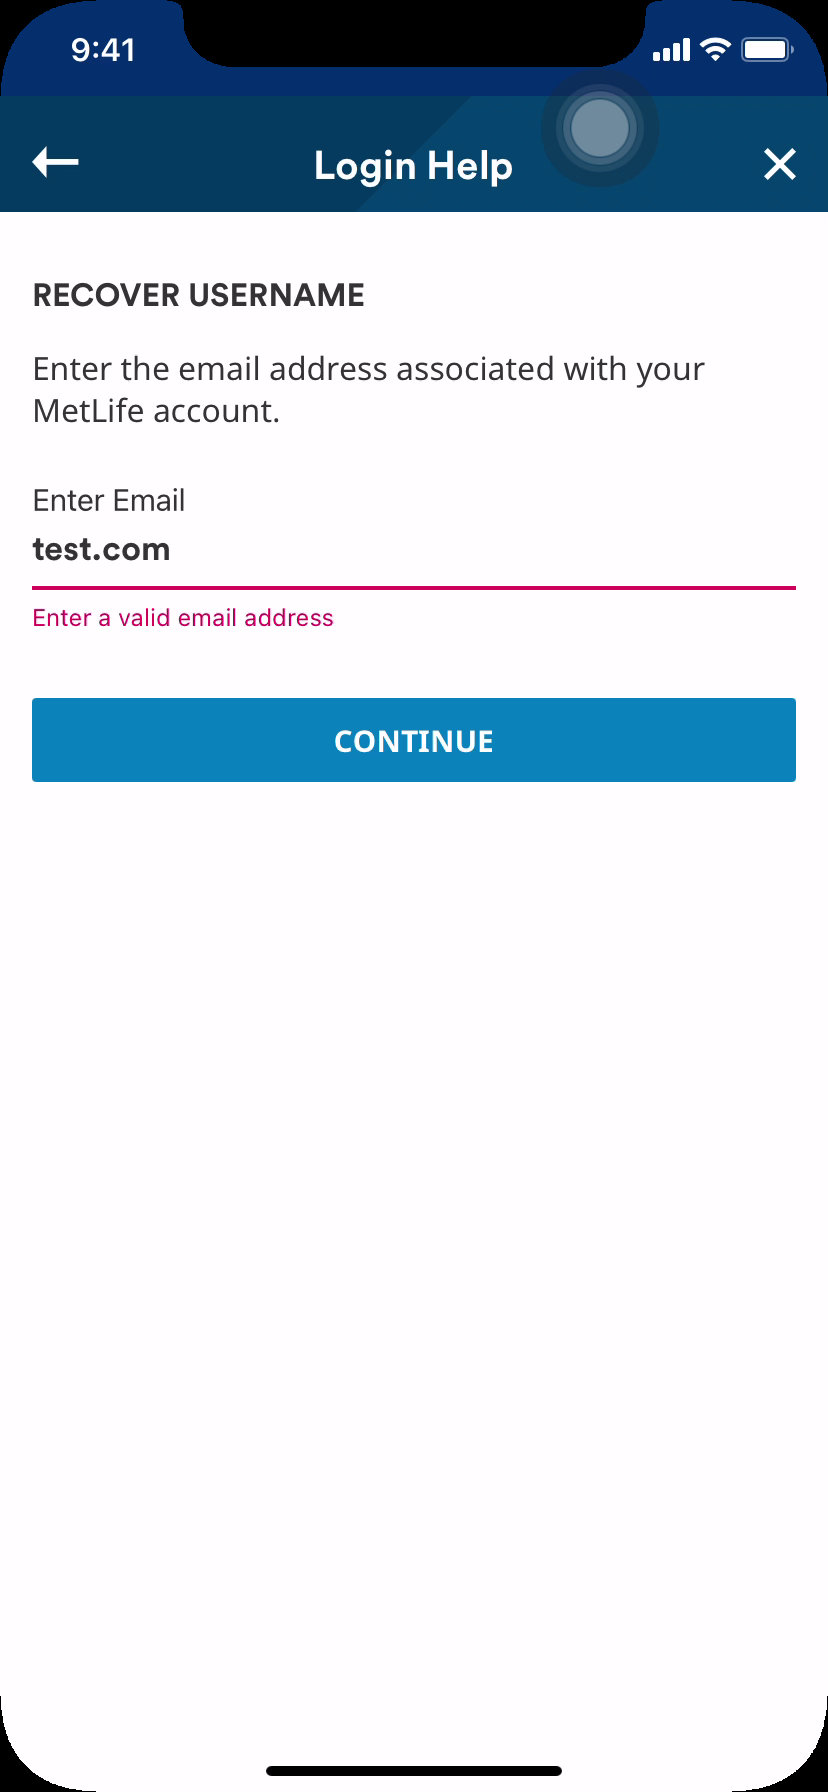 9:41
Login Help
RECOVER USERNAME
Enter the email address associated with your
MetLife account.
Enter Email
test.com
Enter a valid email address
CONTINUE